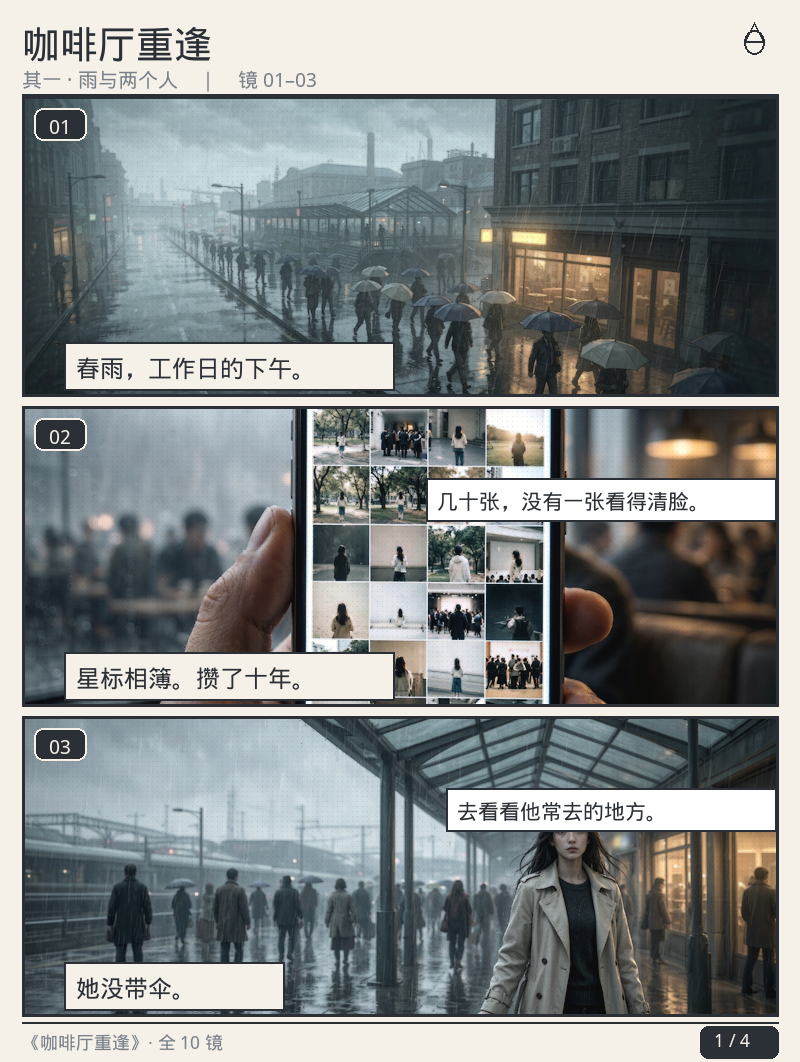 咖啡厅重逢
其一 · 雨与两个人 | 镜 01–03
01
春雨，工作日的下午。
02
几十张，没有一张看得清脸。
星标相簿。攒了十年。
03
去看看他常去的地方。
她没带伞。
《咖啡厅重逢》· 全 10 镜
1 / 4